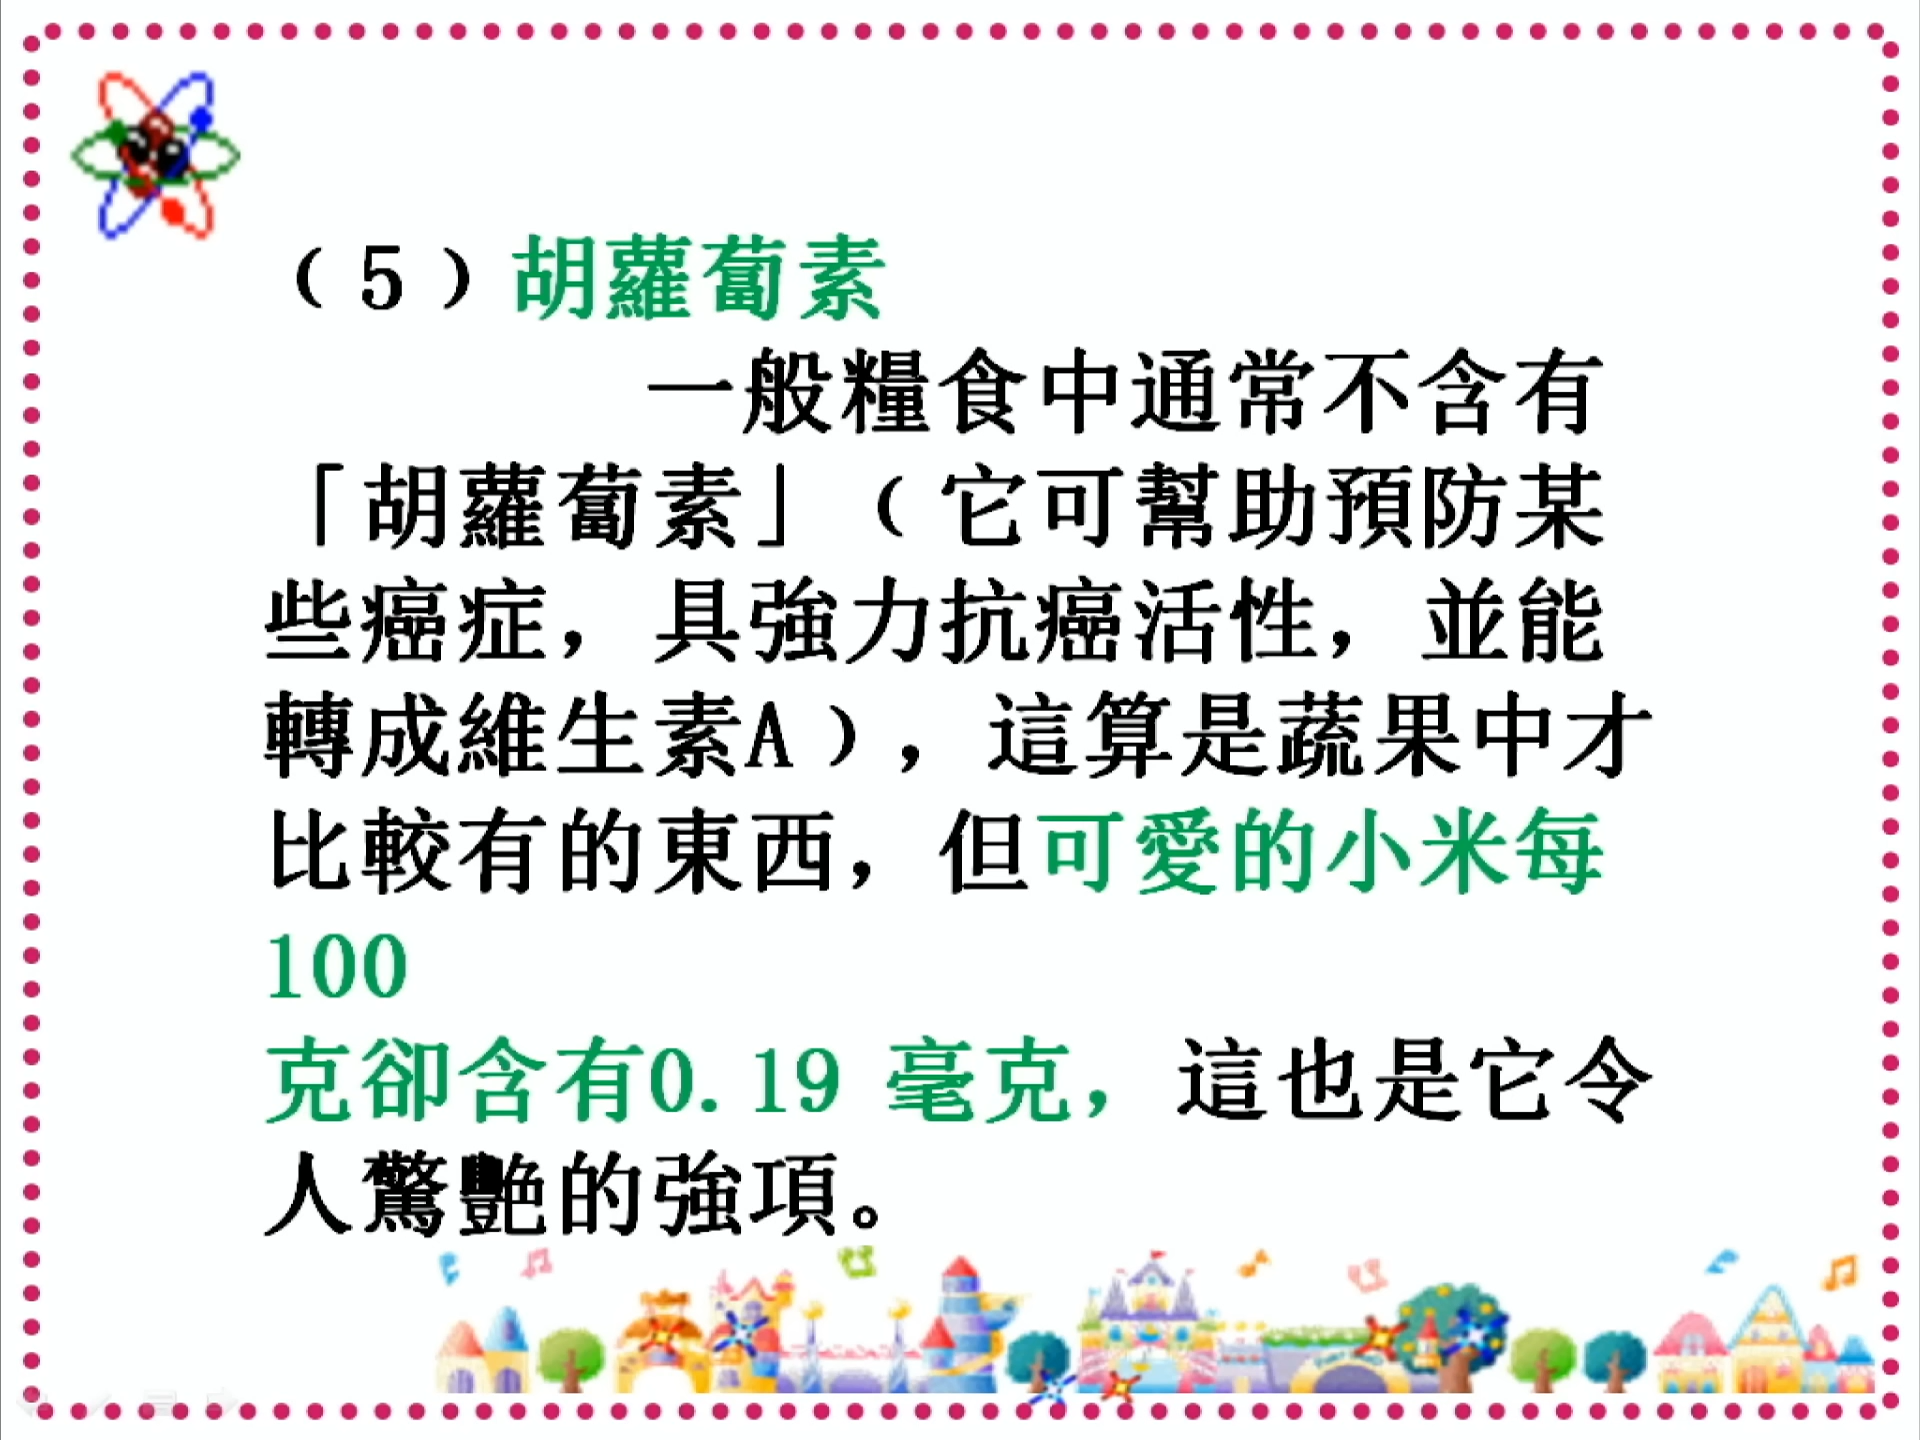 （5）胡蘿蔔素
一般糧食中通常不含有
「胡蘿蔔素」（它可幫助預防某
些癌症，具強力抗癌活性，並能
轉成維生素A），這算是蔬果中才
比較有的東西，但可愛的小米每
100
克卻含有0.19 毫克，這也是它令
人驚艷的強項。